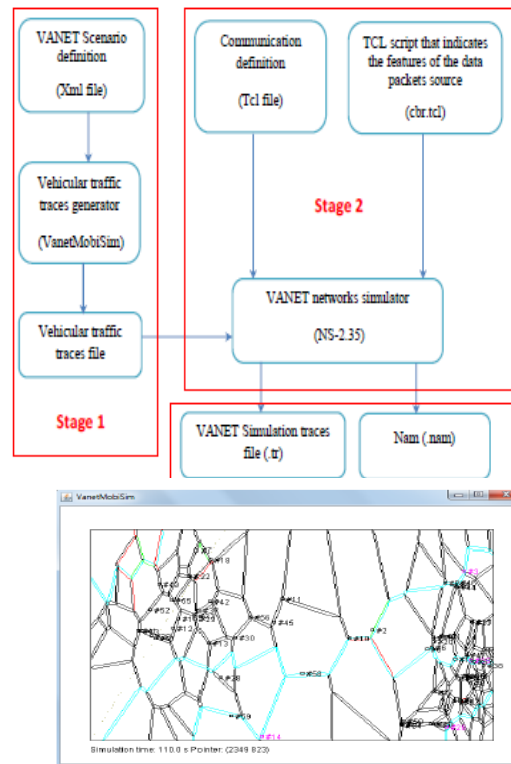 VANET Scenario
definition
(Xml file)
Vehicular traffic
traces generator
(VanetMobiSim)
Vehicular traffic
traces file
Stage 1
Communication
definition
(Tcl file)
TCL script that indicates
the features of the data
packets source
(cbr.tcl)
Stage 2
VANET networks simulator
(NS-2.35)
VANET Simulation traces
file (.tr)
Nam (.nam)
VanetMobiSim
#18
#22
#52
#42
#11
#56
#45
#30
#2
#58
Simulation time: 110.0 s Pointer: (2349 823)